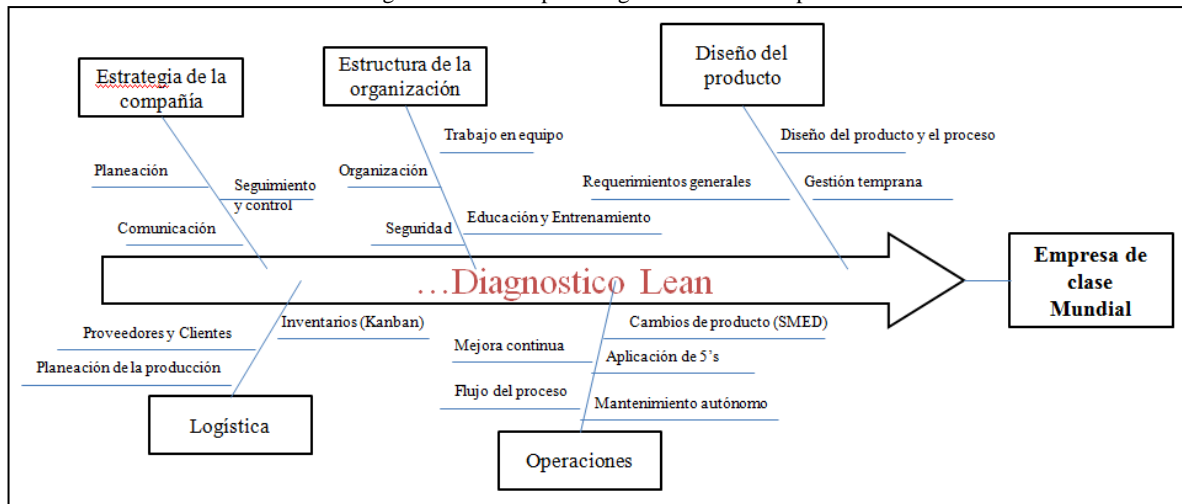 Estrategia de la
compañía
Estructura de la
organización
Diseño del
producto
Trabajo en equipo
Diseño del producto y el proceso
Planeación
Organización
Seguimiento
y control
Requerimientos generales
Gestión temprana
Comunicación
Seguridad
Educación y Entrenamiento
…Diagnostico Lean
Empresa de
clase
Mundial
Proveedores y Clientes
Inventarios (Kanban)
Planeación de la producción
Cambios de producto (SMED)
Mejora continua
Aplicación de 5’s
Flujo del proceso
Mantenimiento autónomo
Logística
Operaciones